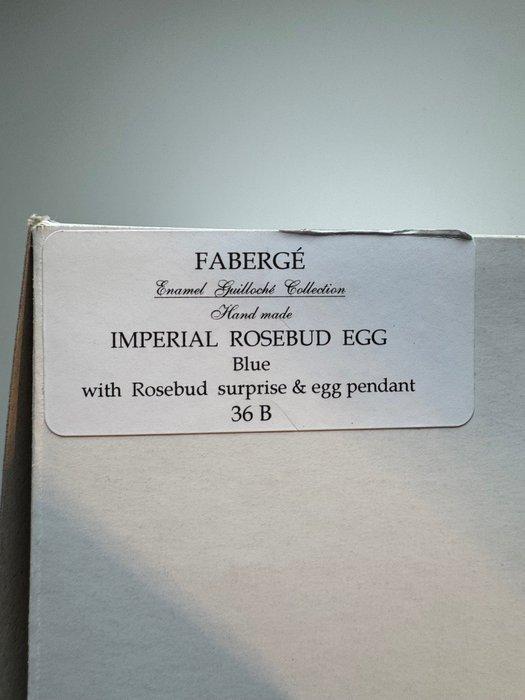 FABERGÉ
Enamel Guilloché Collection
Hand made
IMPERIAL ROSEBUD EGG
Blue
with Rosebud surprise & egg pendant
36 B